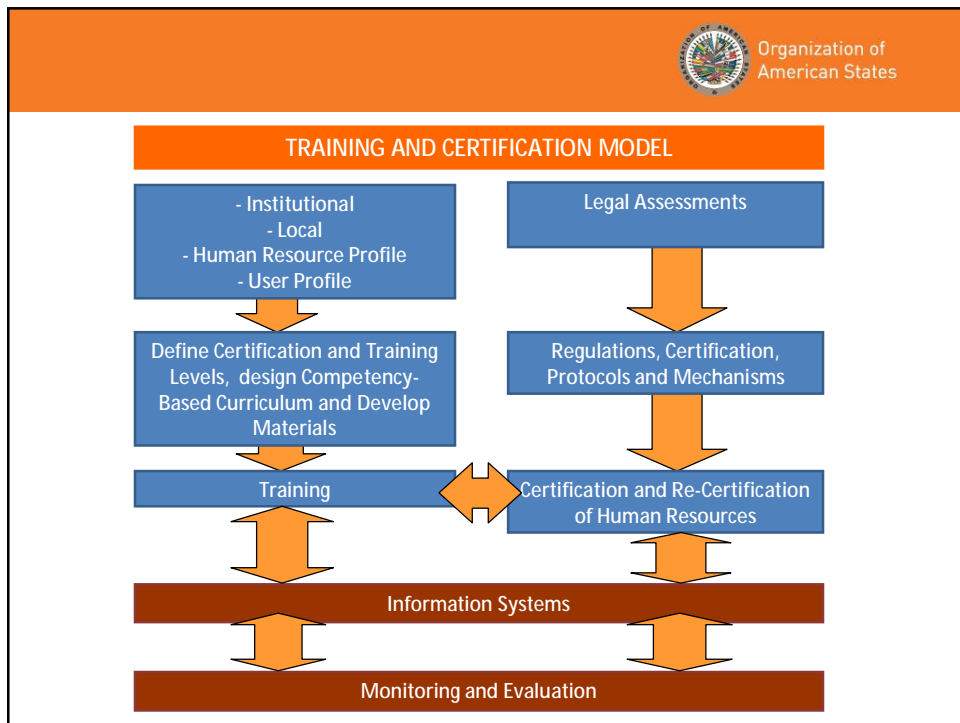 Organization of
American States
TRAINING AND CERTIFICATION MODEL
- Institutional
- Local
- Human Resource Profile
- User Profile
Legal Assessments
Define Certification and Training
Levels, design Competency-
Based Curriculum and Develop
Materials
Regulations, Certification,
Protocols and Mechanisms
Training
Certification and Re-Certification
of Human Resources
Information Systems
Monitoring and Evaluation